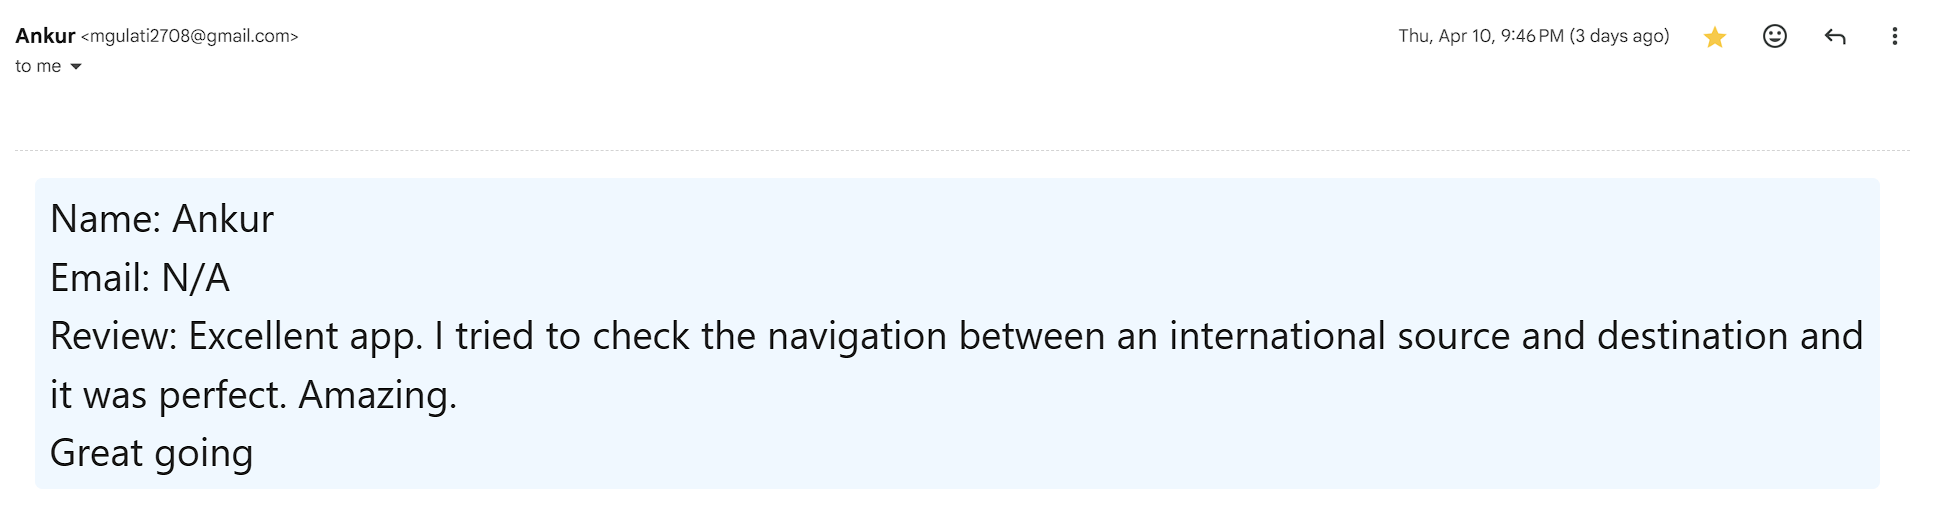 Ankur <mgulati2708@gmail.com>
Thu, Apr 10, 9:46 PM (3 days ago)
to me
Name: Ankur
Email: N/A
Review: Excellent app. I tried to check the navigation between an international source and destination and
it was perfect. Amazing.
Great going